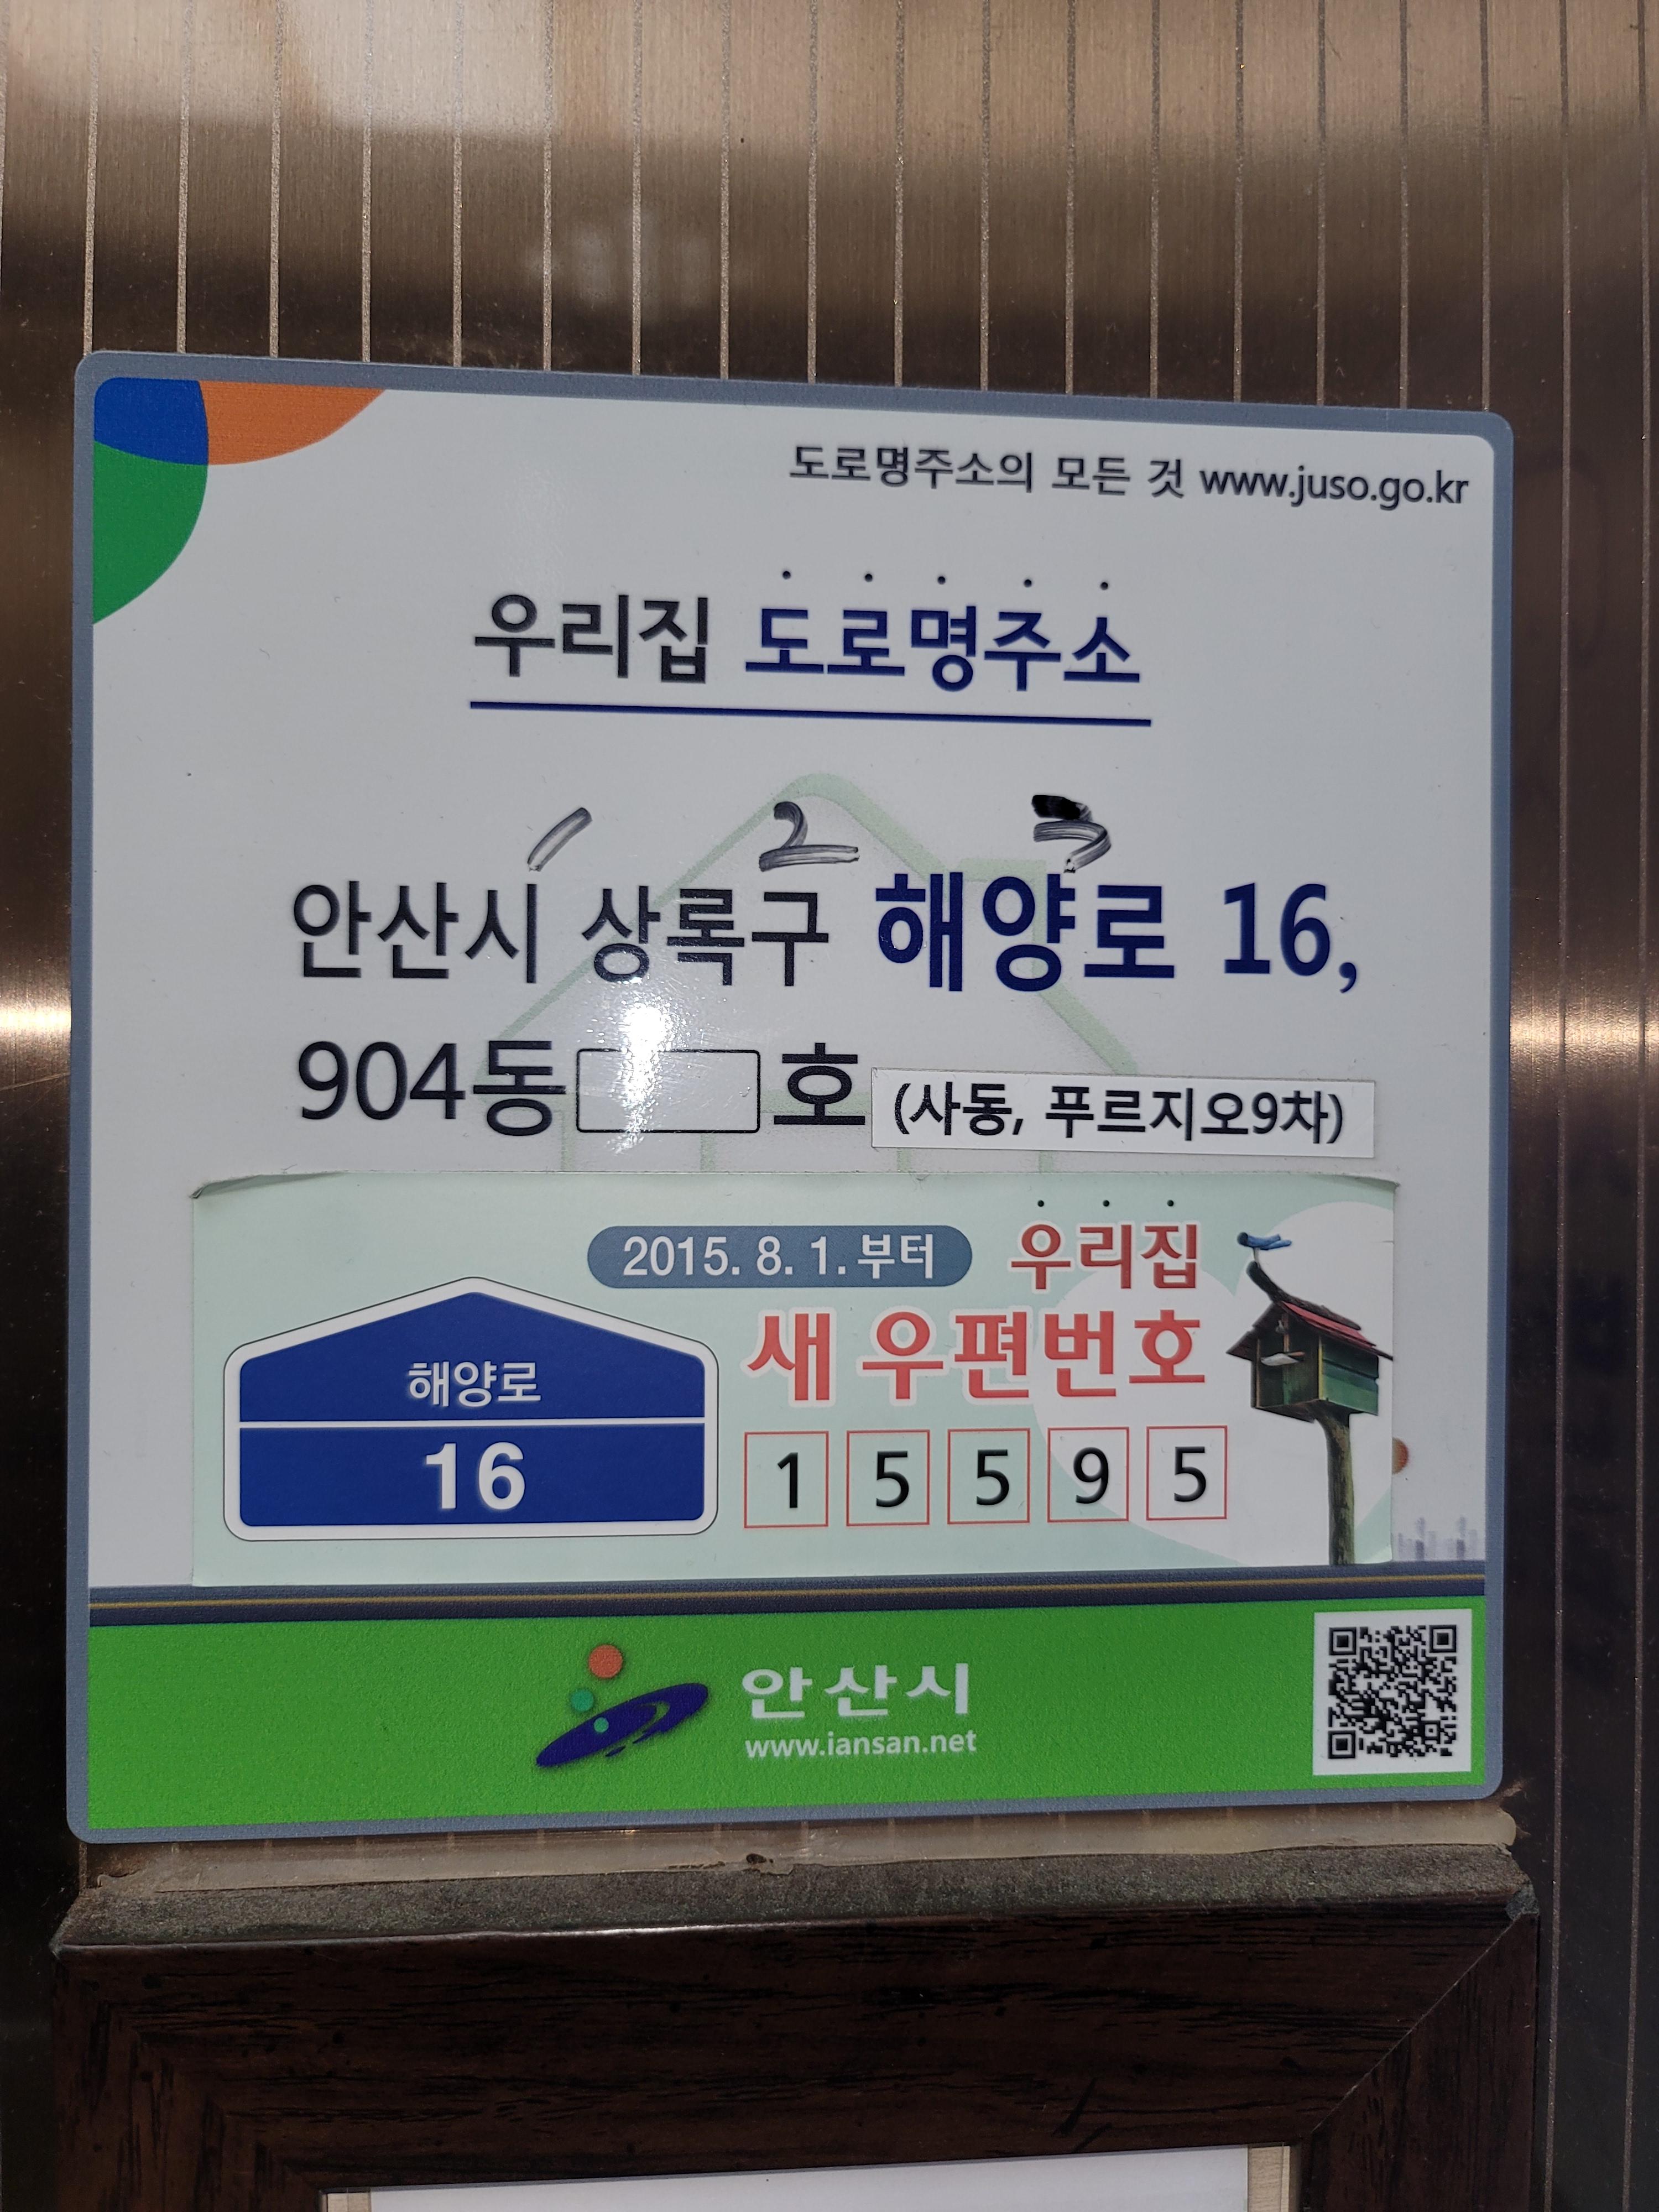 도로명주소의 모든 것 www.juso.go.kr
우리집 도로명주소
1 2 3
안산시 상록구 해양로 16,
904동 호 (사동, 푸르지오9차)
2015. 8. 1. 부터 우리집
새 우편번호
해양로
16
1 5 5 9 5
안산시
www.iansan.net